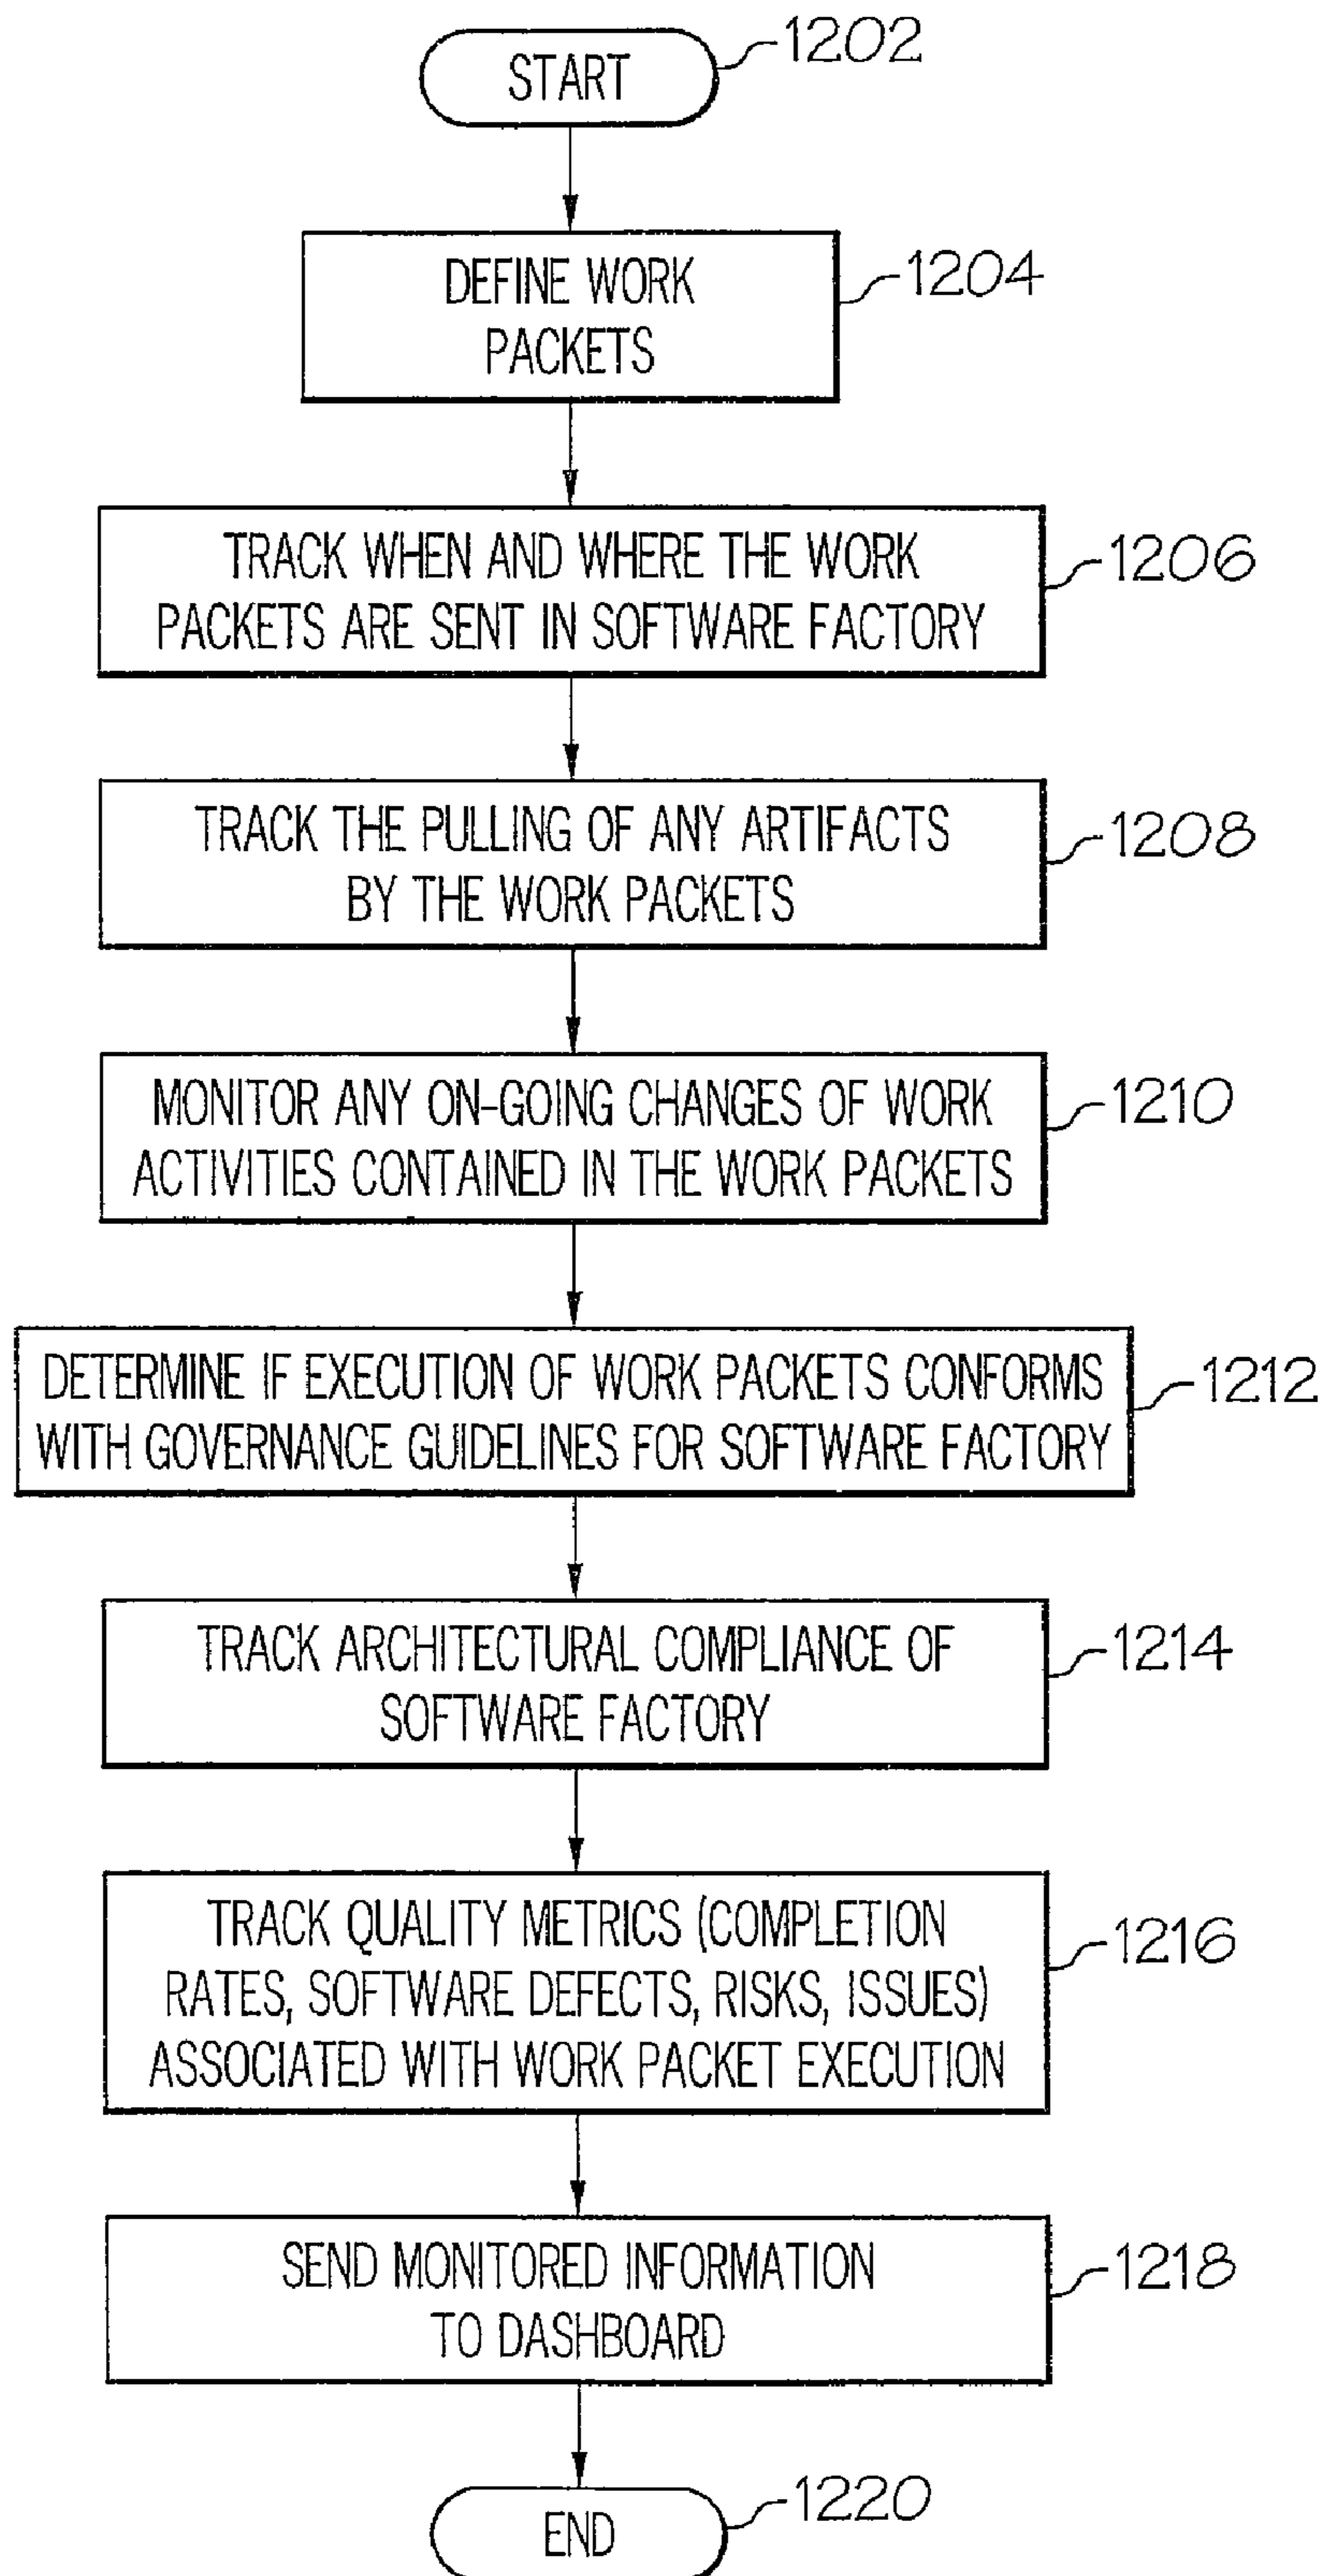 START
1202
DEFINE WORK
PACKETS
1204
TRACK WHEN AND WHERE THE WORK
PACKETS ARE SENT IN SOFTWARE FACTORY
1206
TRACK THE PULLING OF ANY ARTIFACTS
BY THE WORK PACKETS
1208
MONITOR ANY ON-GOING CHANGES OF WORK
ACTIVITIES CONTAINED IN THE WORK PACKETS
1210
DETERMINE IF EXECUTION OF WORK PACKETS CONFORMS
WITH GOVERNANCE GUIDELINES FOR SOFTWARE FACTORY
1212
TRACK ARCHITECTURAL COMPLIANCE OF
SOFTWARE FACTORY
1214
TRACK QUALITY METRICS (COMPLETION
RATES, SOFTWARE DEFECTS, RISKS, ISSUES)
ASSOCIATED WITH WORK PACKET EXECUTION
1216
SEND MONITORED INFORMATION
TO DASHBOARD
1218
END
1220